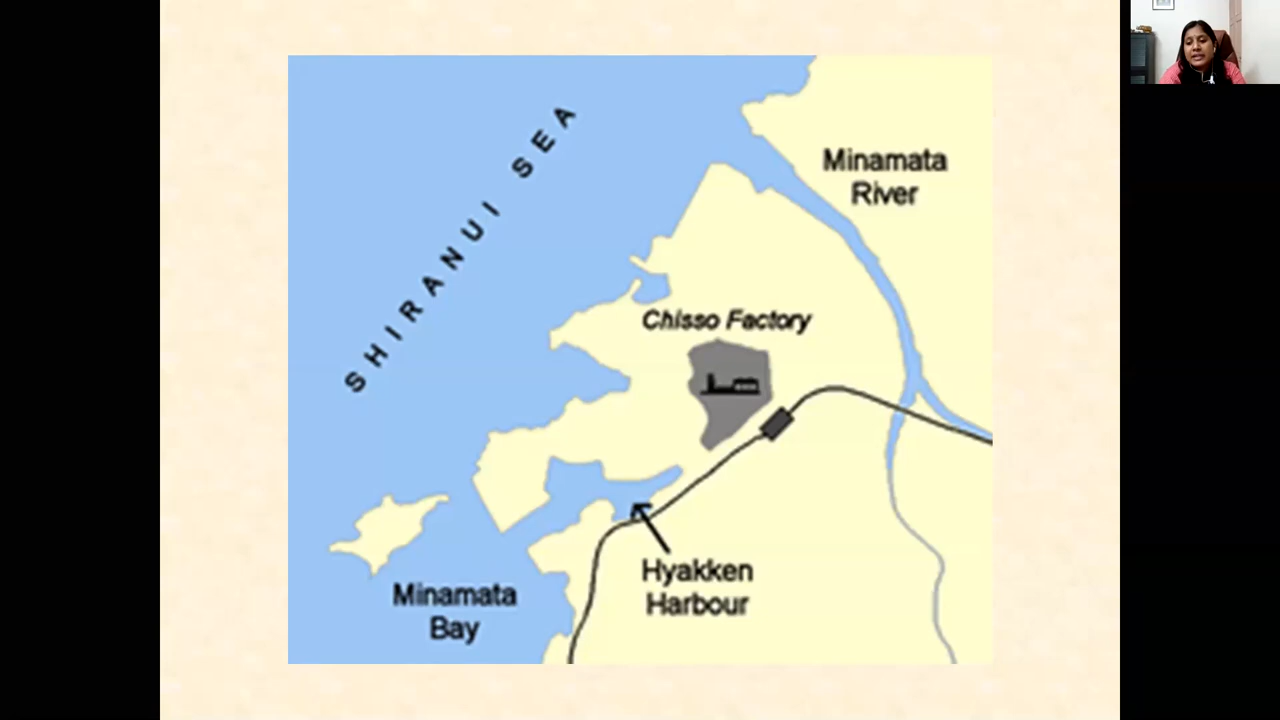 SHIRANUI SEA
Minamata
River
Chisso Factory
Hyakken
Harbour
Minamata
Bay